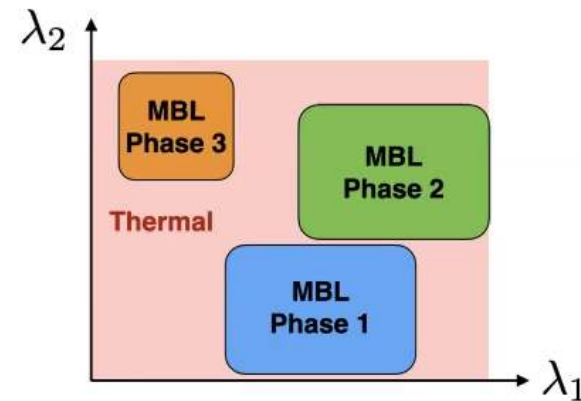 λ₂
MBL
Phase 3
MBL
Phase 2
Thermal
MBL
Phase 1
λ₁